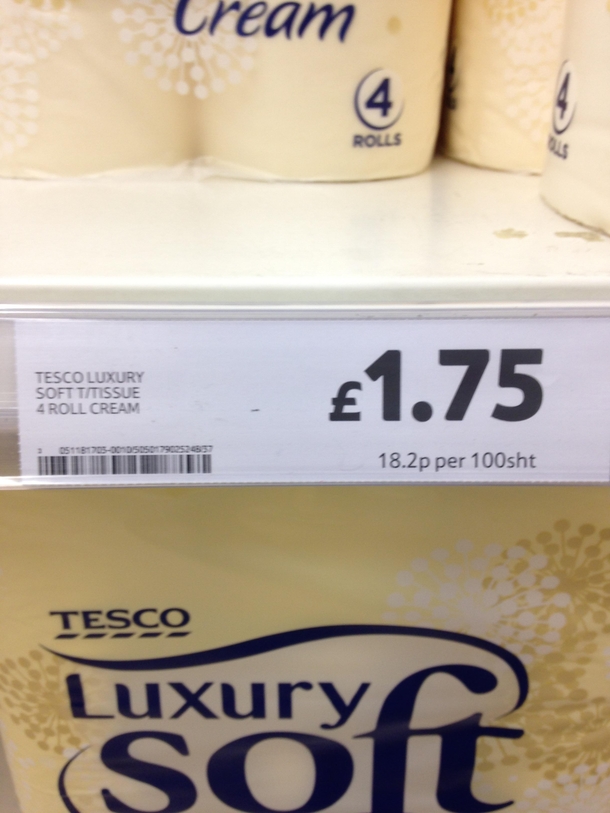 Cream
4
ROLLS
4
TESCO LUXURY
SOFT T/TISSUE
4 ROLL CREAM
£1.75
18.2p per 100sht
TESCO
Luxury
soft